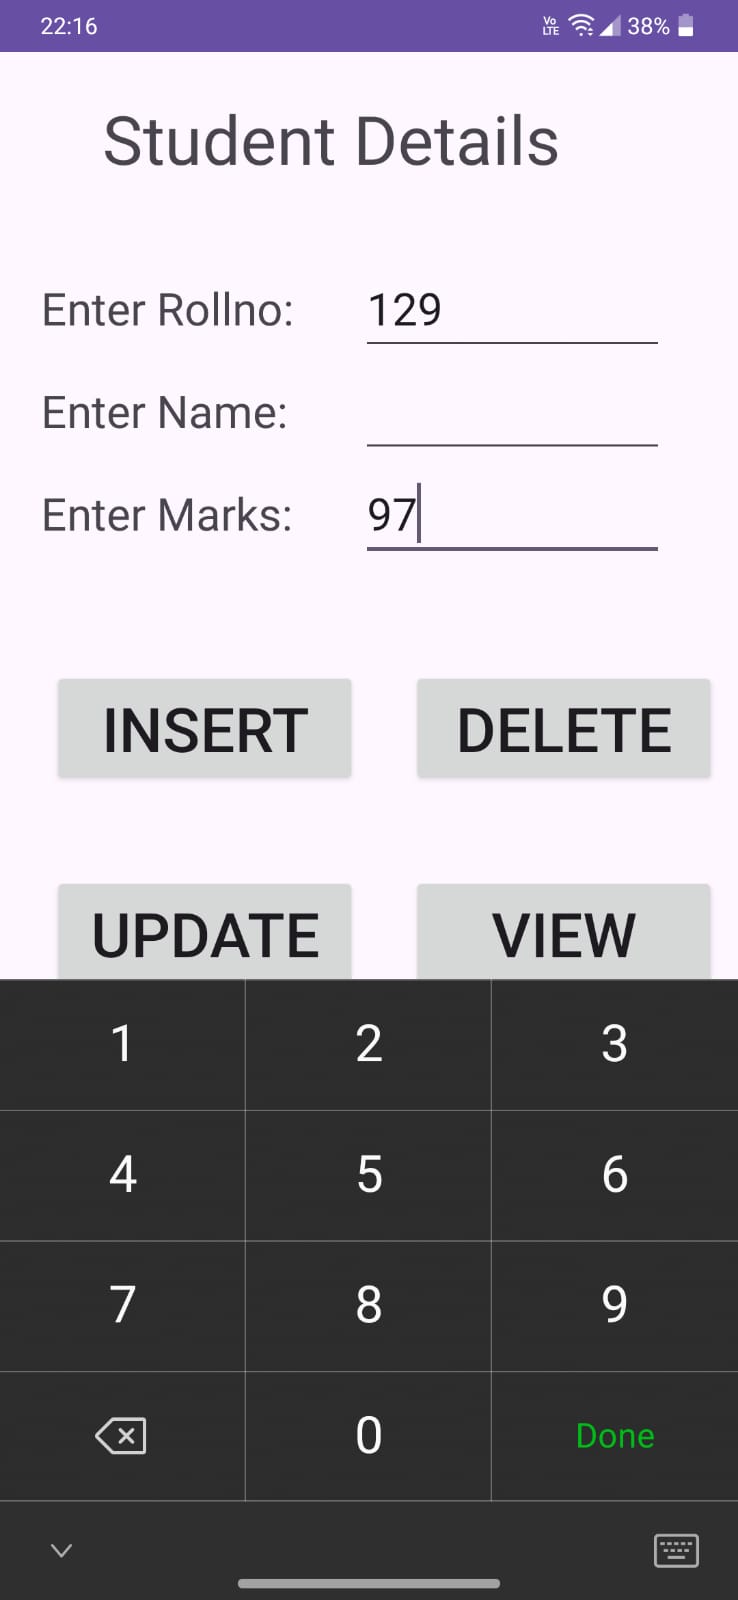 22:16 Vo LTE 38%
Student Details
Enter Rollno: 129
Enter Name:
Enter Marks: 97
INSERT DELETE
UPDATE VIEW
1 2 3
4 5 6
7 8 9
0 Done